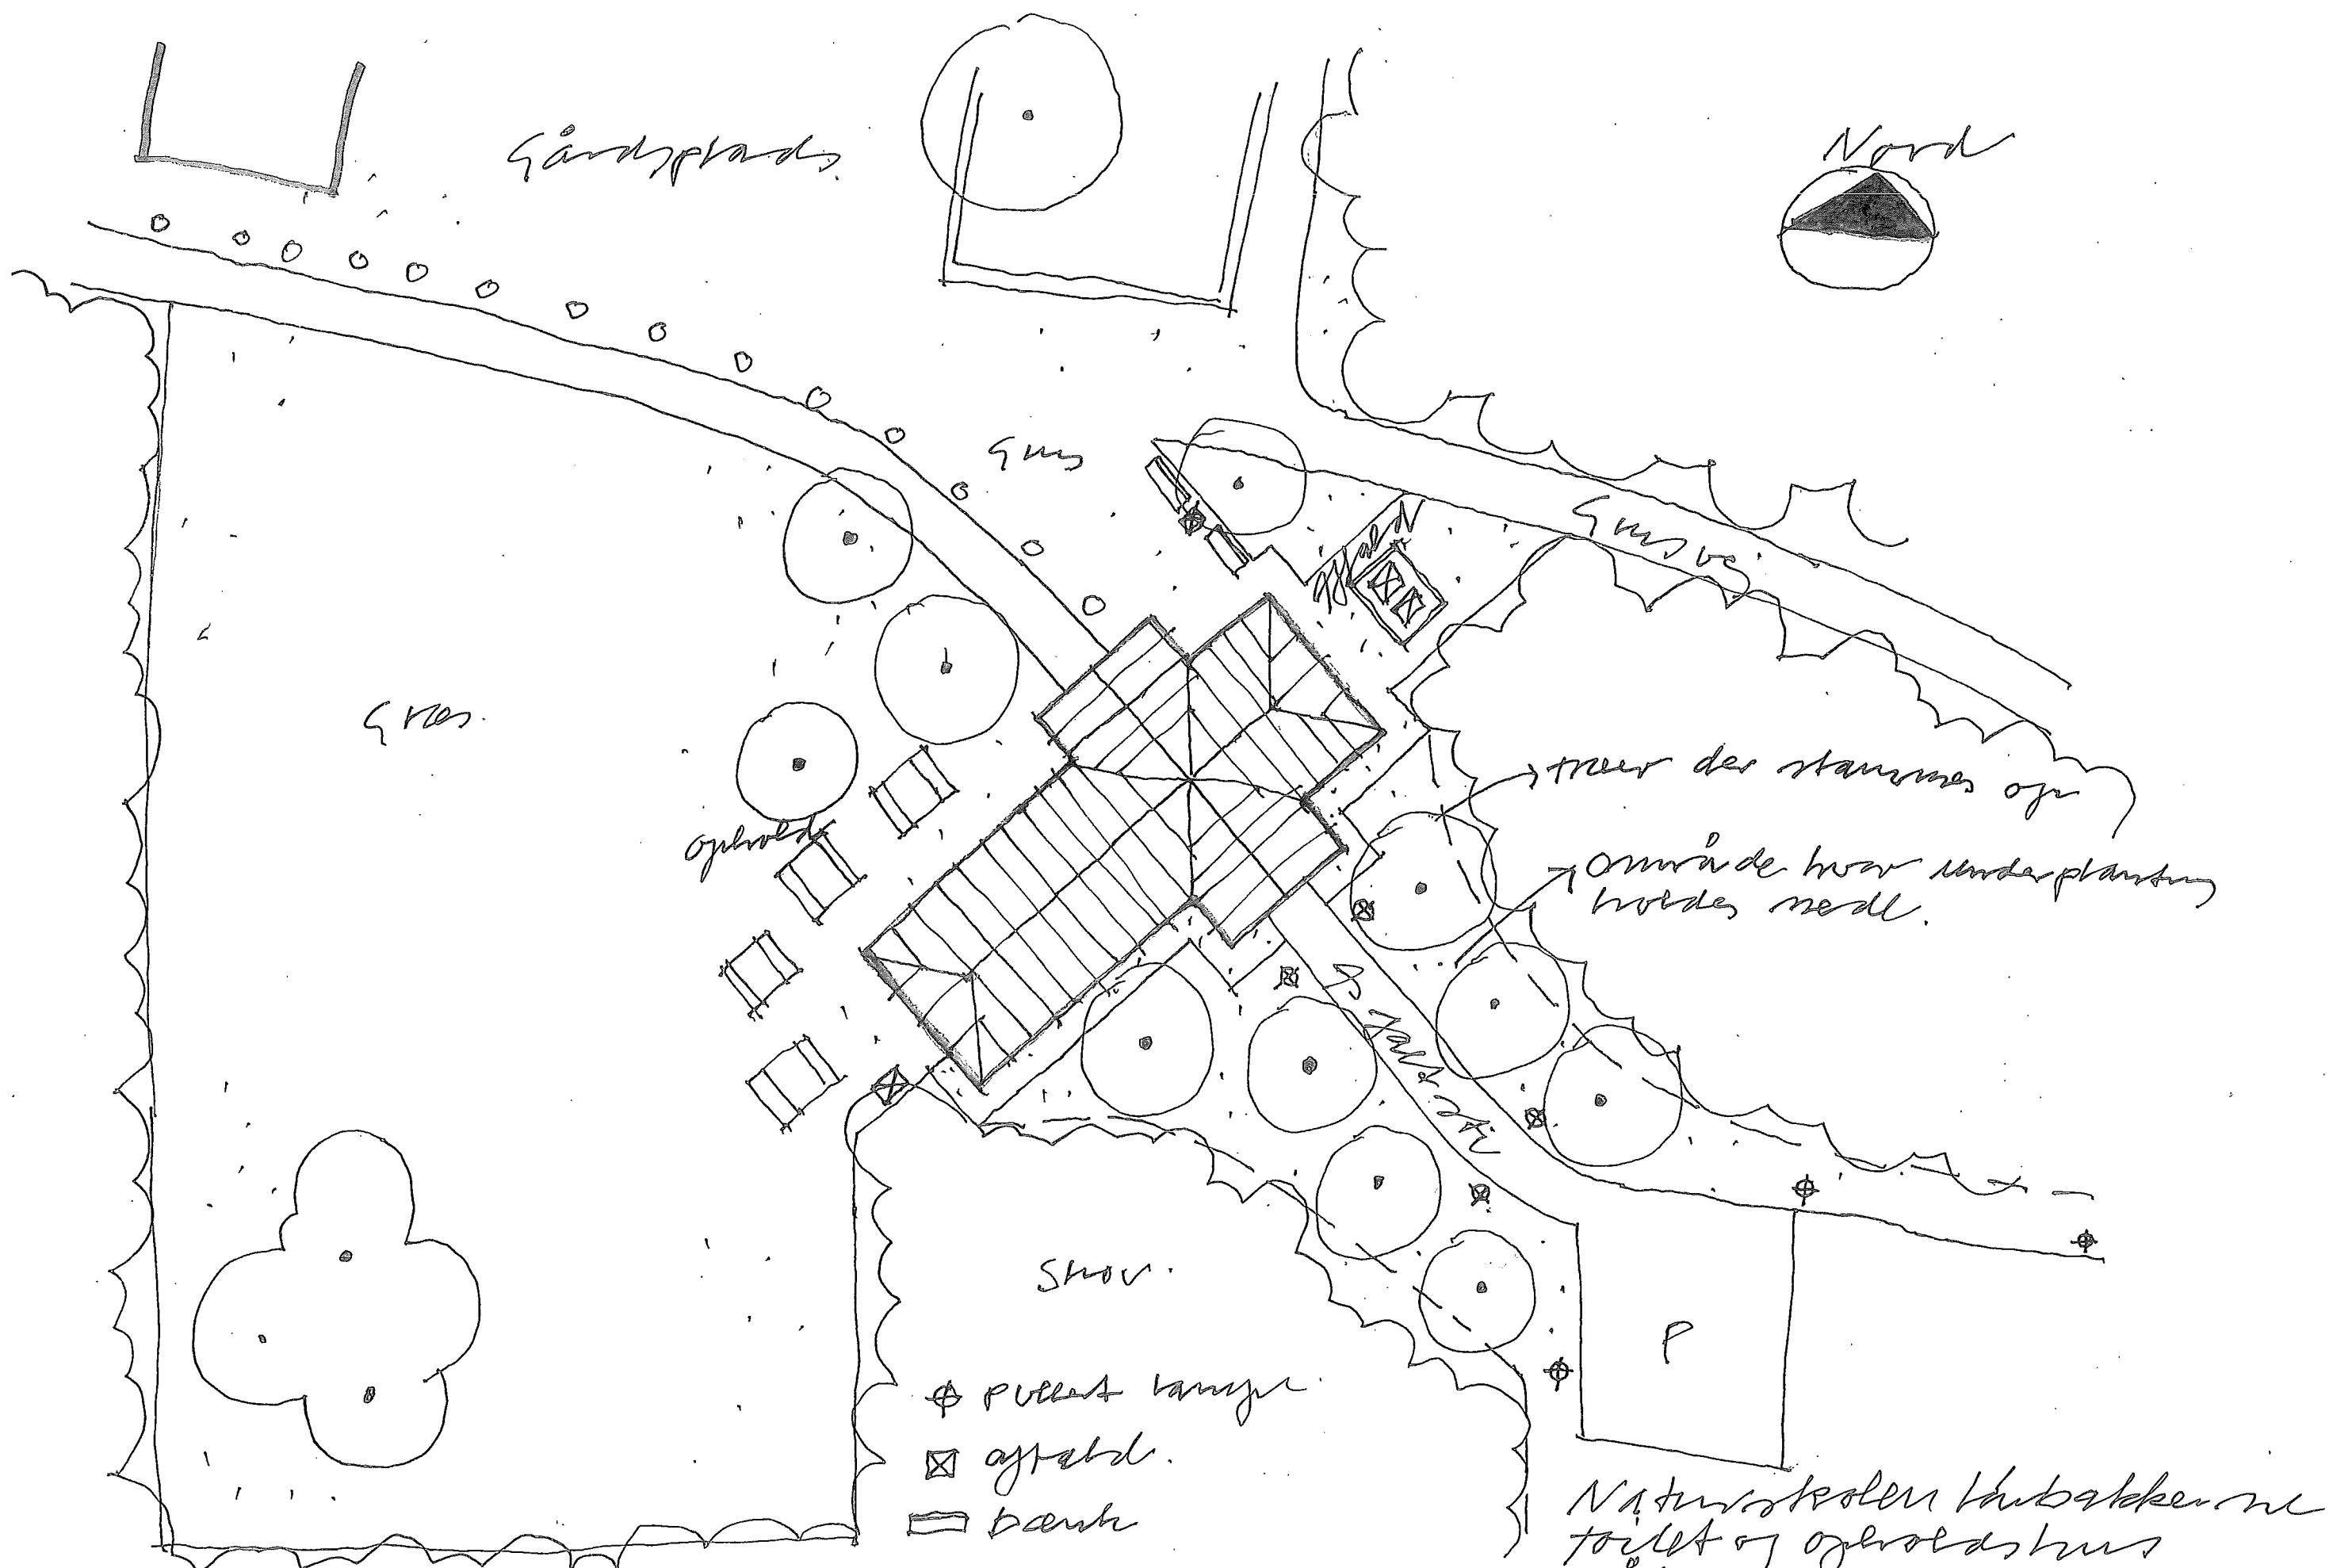 Gårdsplads.
Nord
Grus
Grusvej
affald
Græs.
ophold
træer der stammes op
område hvor underplantning
holdes nede.
Skov.
P
pullert lampe.
affald.
Bænk
Naturskolen
toilet og opholdshus